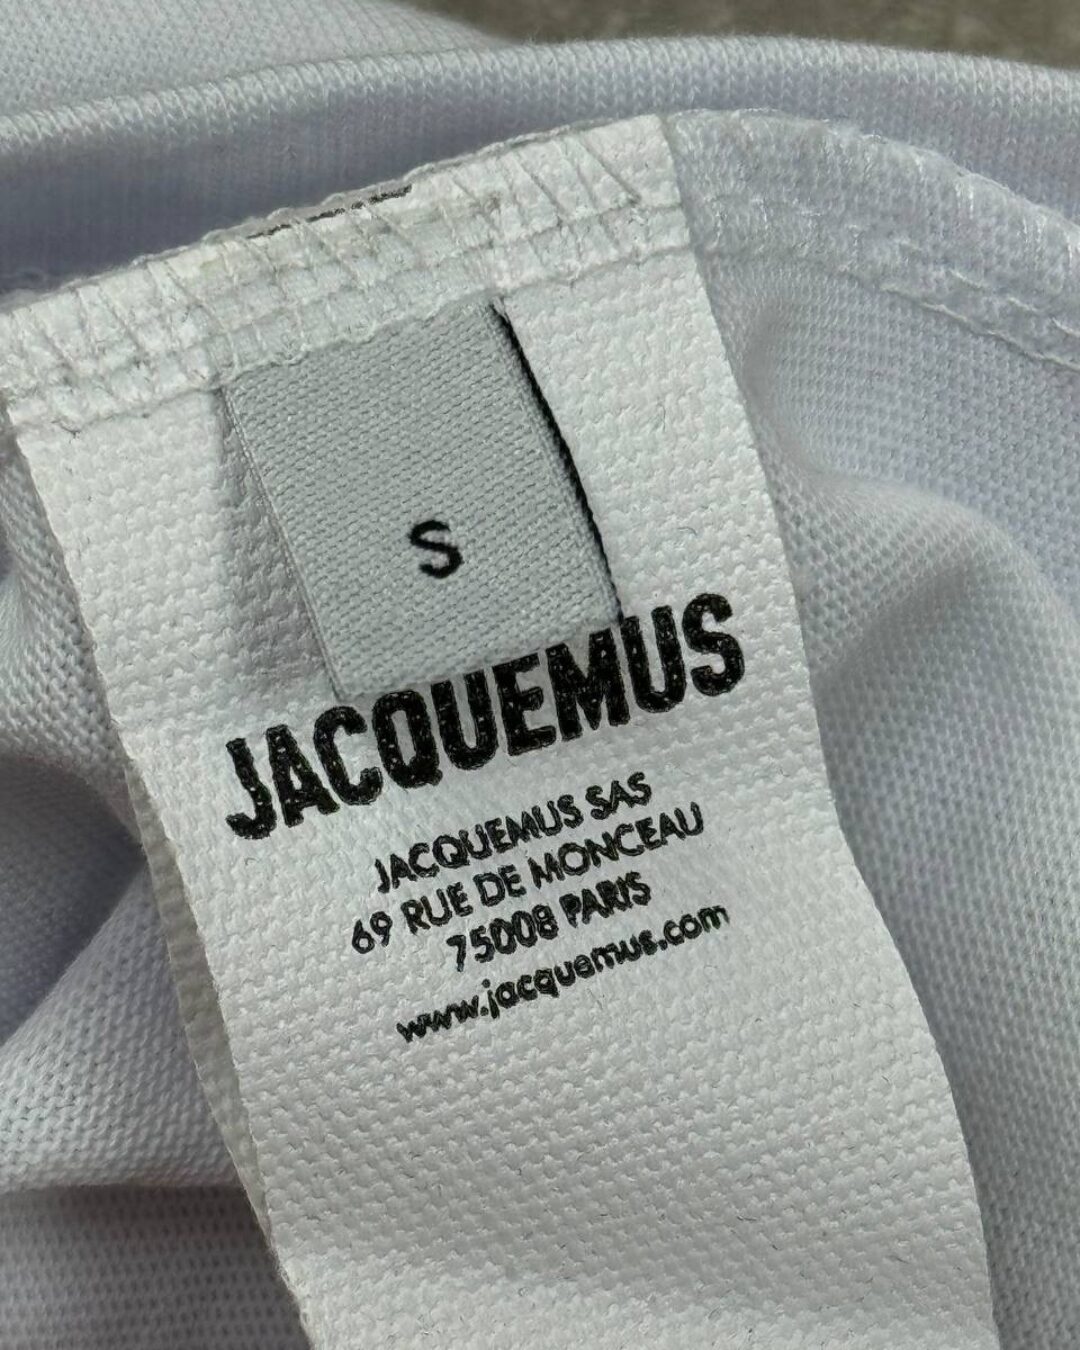 S
JACQUEMUS
JACQUEMUS SAS
69 RUE DE MONCEAU
75008 PARIS
www.jacquemus.com